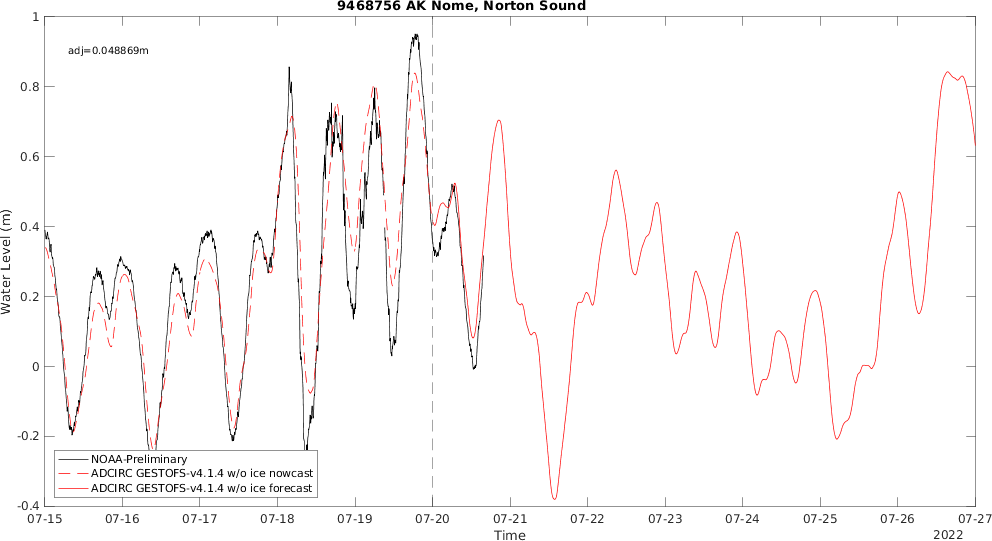 9468756 AK Nome, Norton Sound
adj=0.048869m
Water Level (m)
1
0.8
0.6
0.4
0.2
0
-0.2
-0.4
NOAA-Preliminary
ADCIRC GESTOFS-v4.1.4 w/o ice nowcast
ADCIRC GESTOFS-v4.1.4 w/o ice forecast
07-15 07-16 07-17 07-18 07-19 07-20 07-21 07-22 07-23 07-24 07-25 07-26 07-27
Time
2022